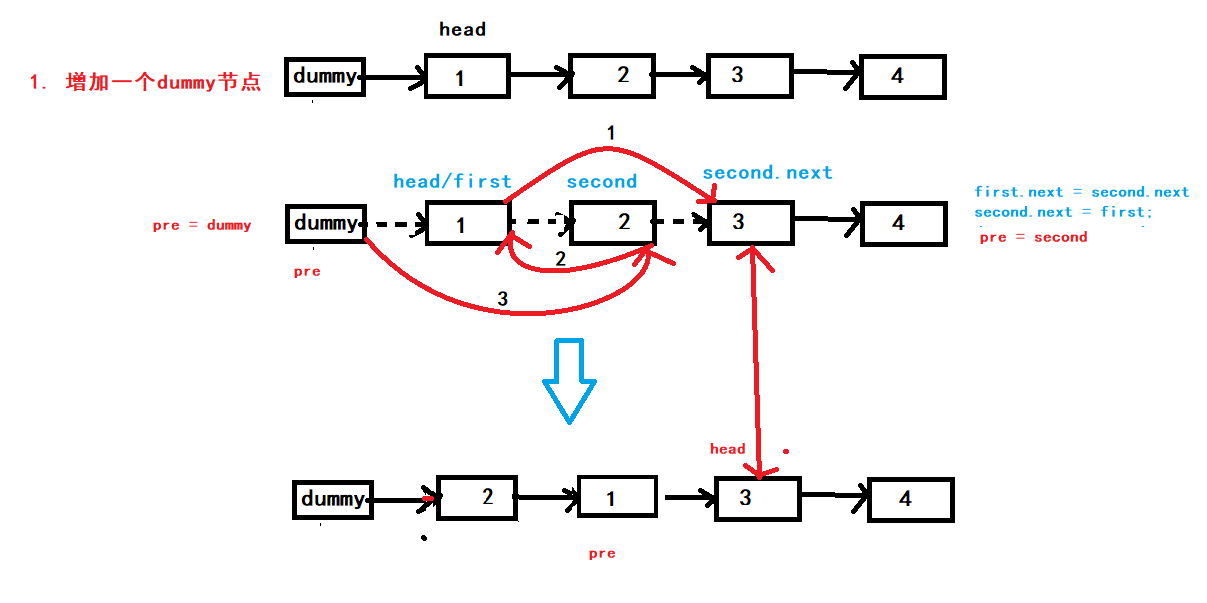 head
1. 增加一个dummy节点
dummy
1
2
3
4
1
head/first
second
second.next
first.next = second.next
second.next = first;
pre = second
pre = dummy
dummy
1
2
3
4
pre
2
3
head
dummy
2
1
3
4
pre